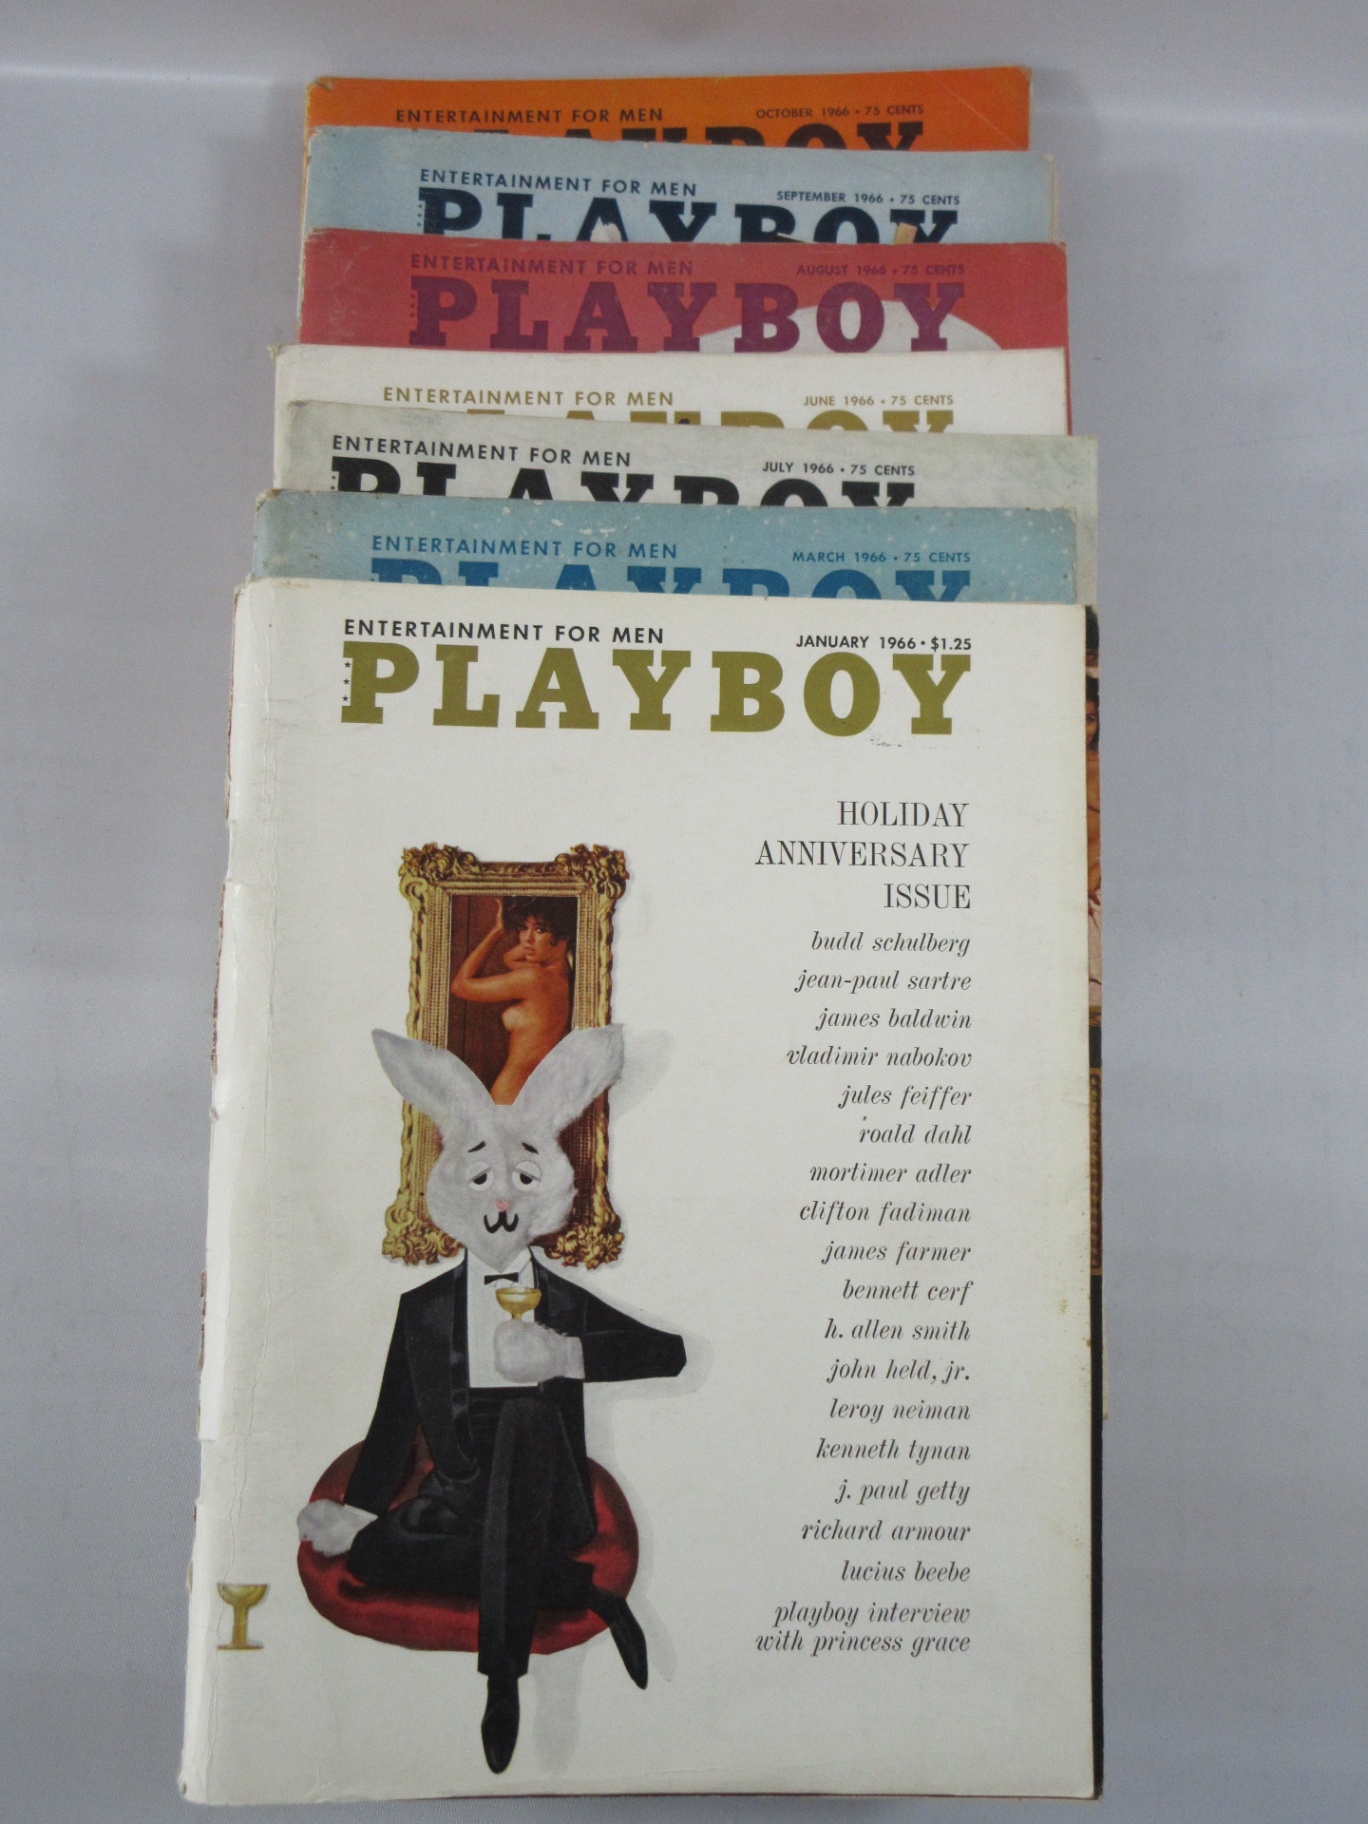 ENTERTAINMENT FOR MEN OCTOBER 1966 • 75 CENTS
PLAYBOY
ENTERTAINMENT FOR MEN SEPTEMBER 1966 • 75 CENTS
PLAYBOY
ENTERTAINMENT FOR MEN AUGUST 1966 • 75 CENTS
PLAYBOY
ENTERTAINMENT FOR MEN JUNE 1966 • 75 CENTS
PLAYBOY
ENTERTAINMENT FOR MEN JULY 1966 • 75 CENTS
PLAYBOY
ENTERTAINMENT FOR MEN MARCH 1966 • 75 CENTS
PLAYBOY
ENTERTAINMENT FOR MEN JANUARY 1966 • $1.25
PLAYBOY
HOLIDAY
ANNIVERSARY
ISSUE
budd schulberg
jean-paul sartre
james baldwin
vladimir nabokov
jules feiffer
roald dahl
mortimer adler
clifton fadiman
james farmer
bennett cerf
h. allen smith
john held, jr.
leroy neiman
kenneth tynan
j. paul getty
richard armour
lucius beebe
playboy interview
with princess grace